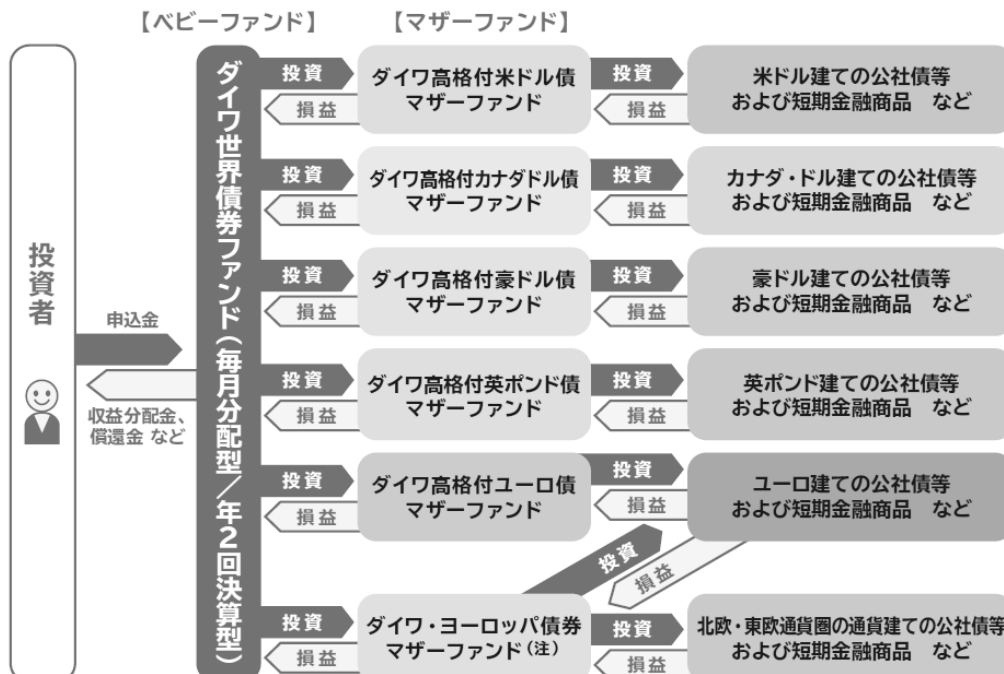 【ベビーファンド】
【マザーファンド】
投資者
申込金
収益分配金、
償還金 など
ダイワ世界債券ファンド(毎月分配型/年2回決算型)
投資
損益
ダイワ高格付米ドル債
マザーファンド
投資
損益
米ドル建ての公社債等
および短期金融商品 など
投資
損益
ダイワ高格付カナダドル債
マザーファンド
投資
損益
カナダ・ドル建ての公社債等
および短期金融商品 など
投資
損益
ダイワ高格付豪ドル債
マザーファンド
投資
損益
豪ドル建ての公社債等
および短期金融商品 など
投資
損益
ダイワ高格付英ポンド債
マザーファンド
投資
損益
英ポンド建ての公社債等
および短期金融商品 など
投資
損益
ダイワ高格付ユーロ債
マザーファンド
投資
損益
ユーロ建ての公社債等
および短期金融商品 など
投資
損益
投資
損益
ダイワ・ヨーロッパ債券
マザーファンド(注)
投資
損益
北欧・東欧通貨圏の通貨建ての公社債等
および短期金融商品 など